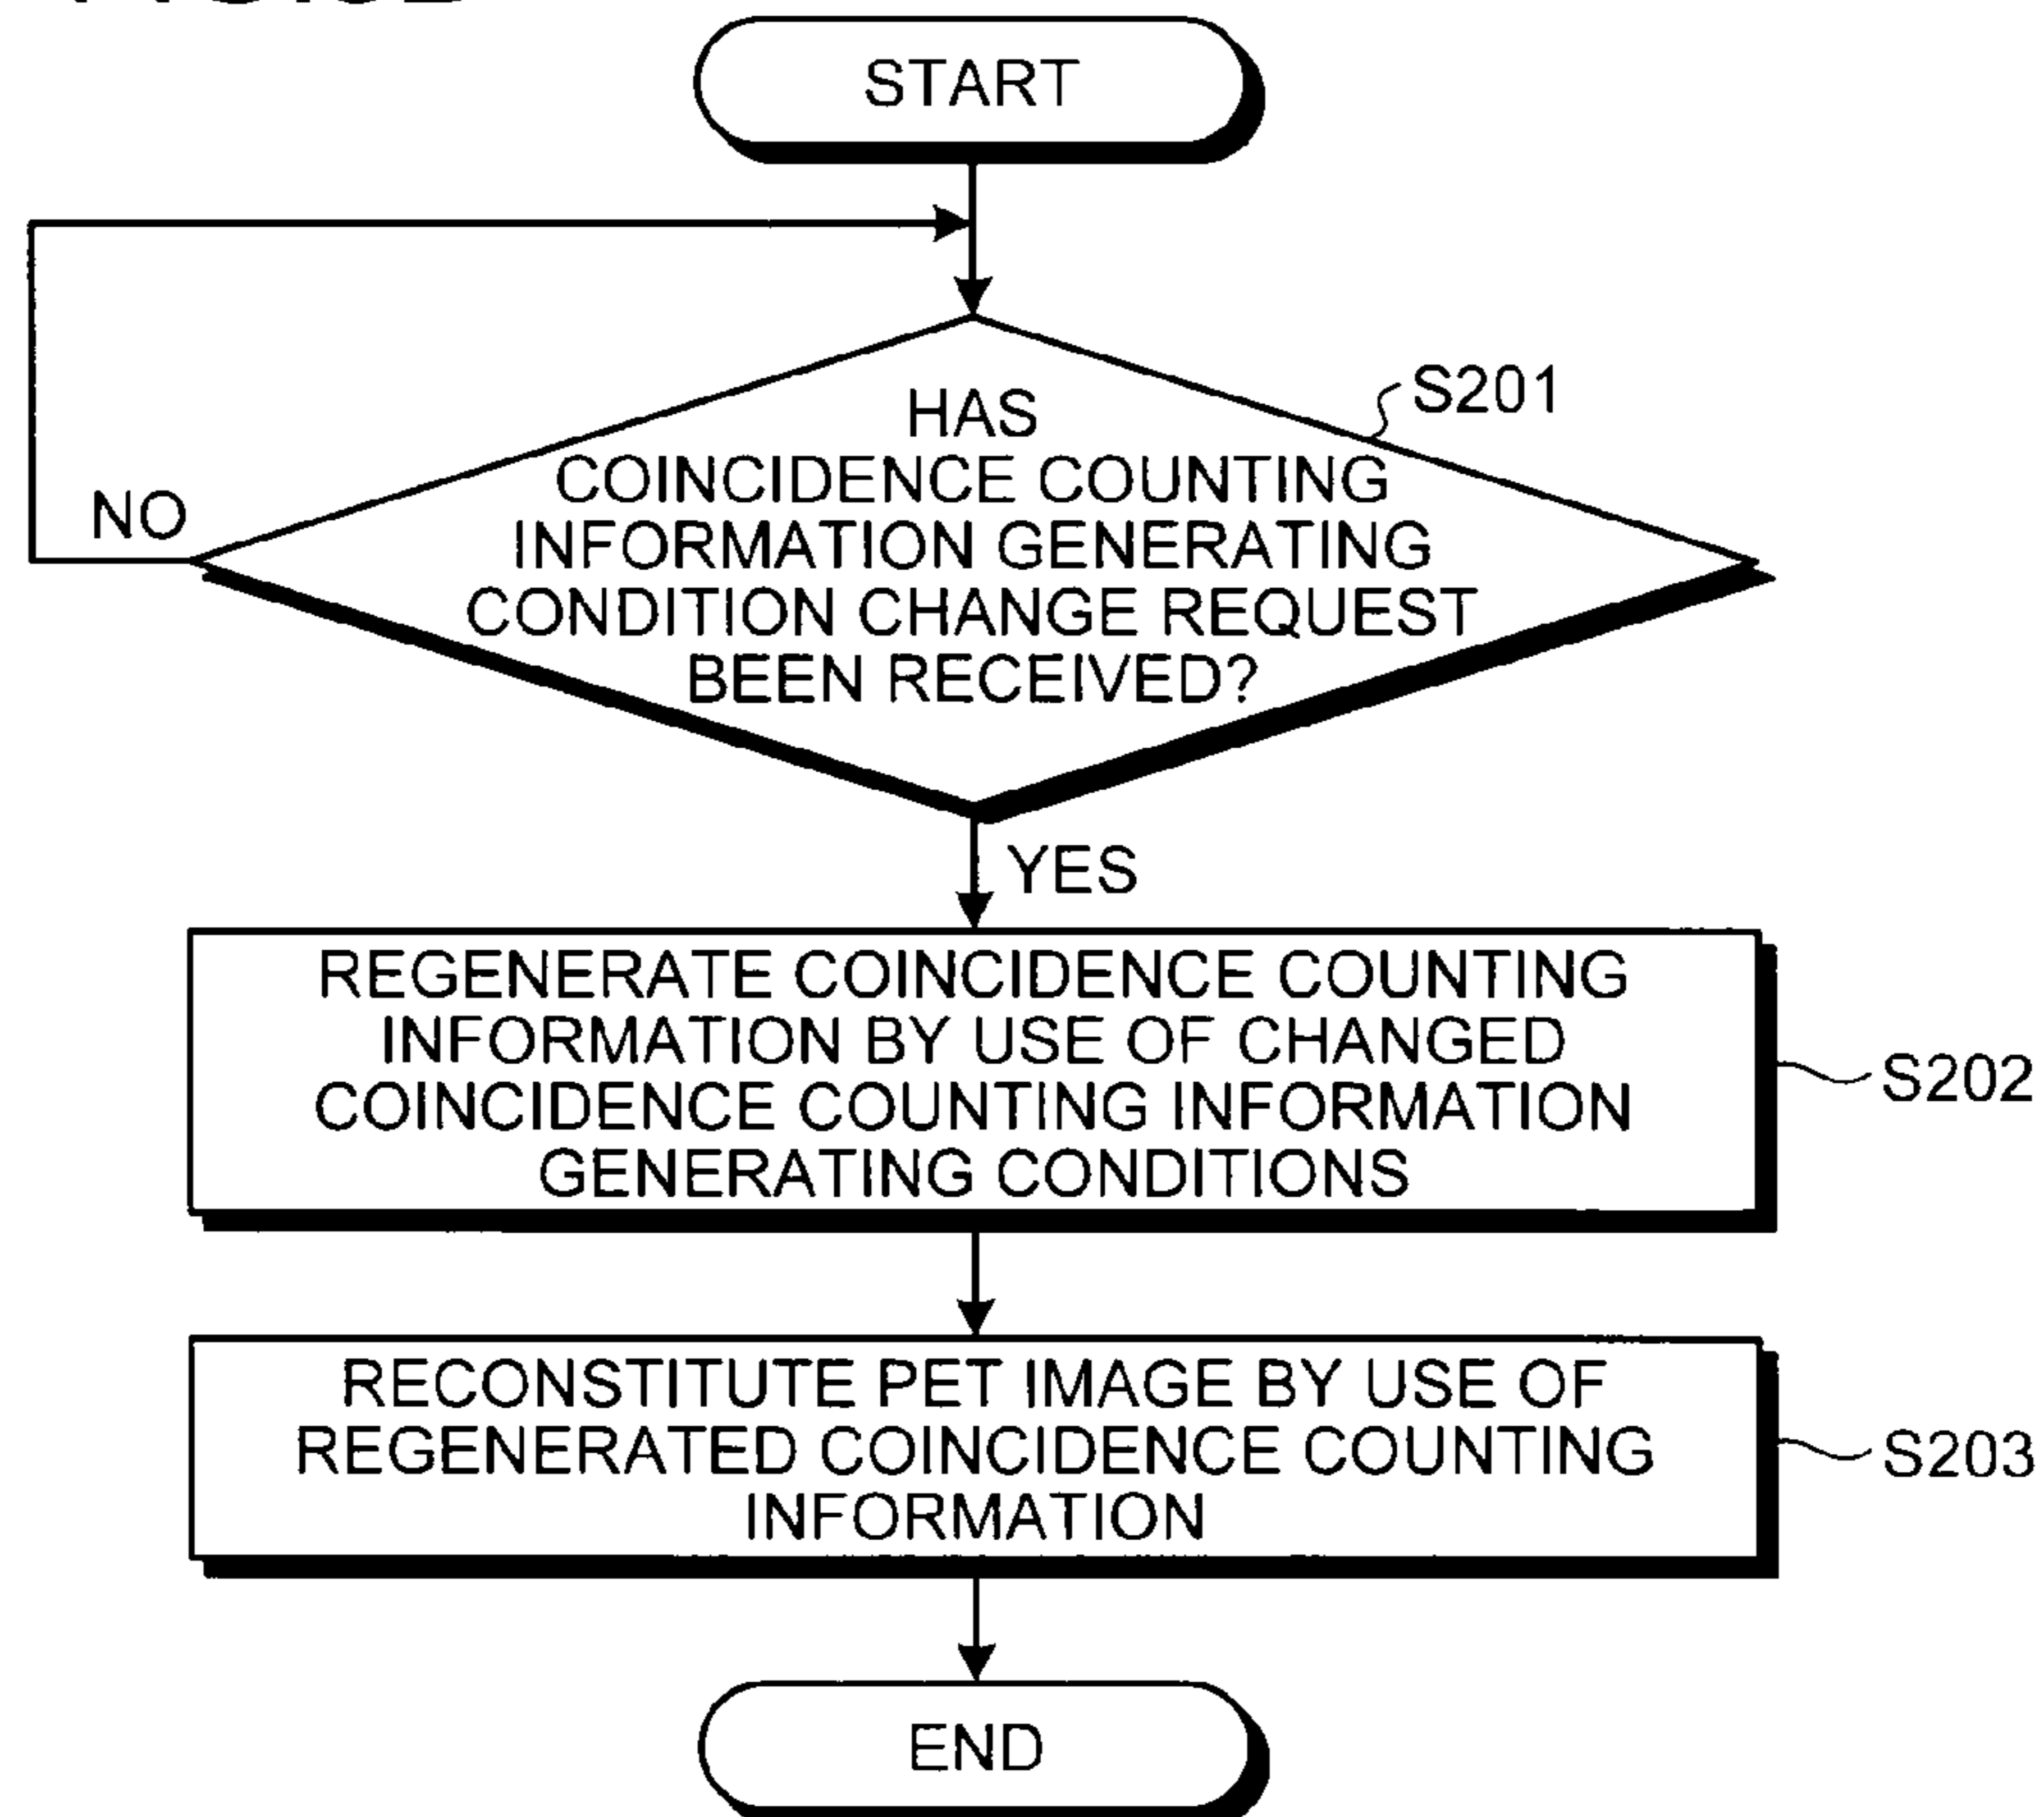 START
HAS
COINCIDENCE COUNTING
INFORMATION GENERATING
CONDITION CHANGE REQUEST
BEEN RECEIVED?
S201
NO
YES
REGENERATE COINCIDENCE COUNTING
INFORMATION BY USE OF CHANGED
COINCIDENCE COUNTING INFORMATION
GENERATING CONDITIONS
S202
RECONSTITUTE PET IMAGE BY USE OF
REGENERATED COINCIDENCE COUNTING
INFORMATION
S203
END